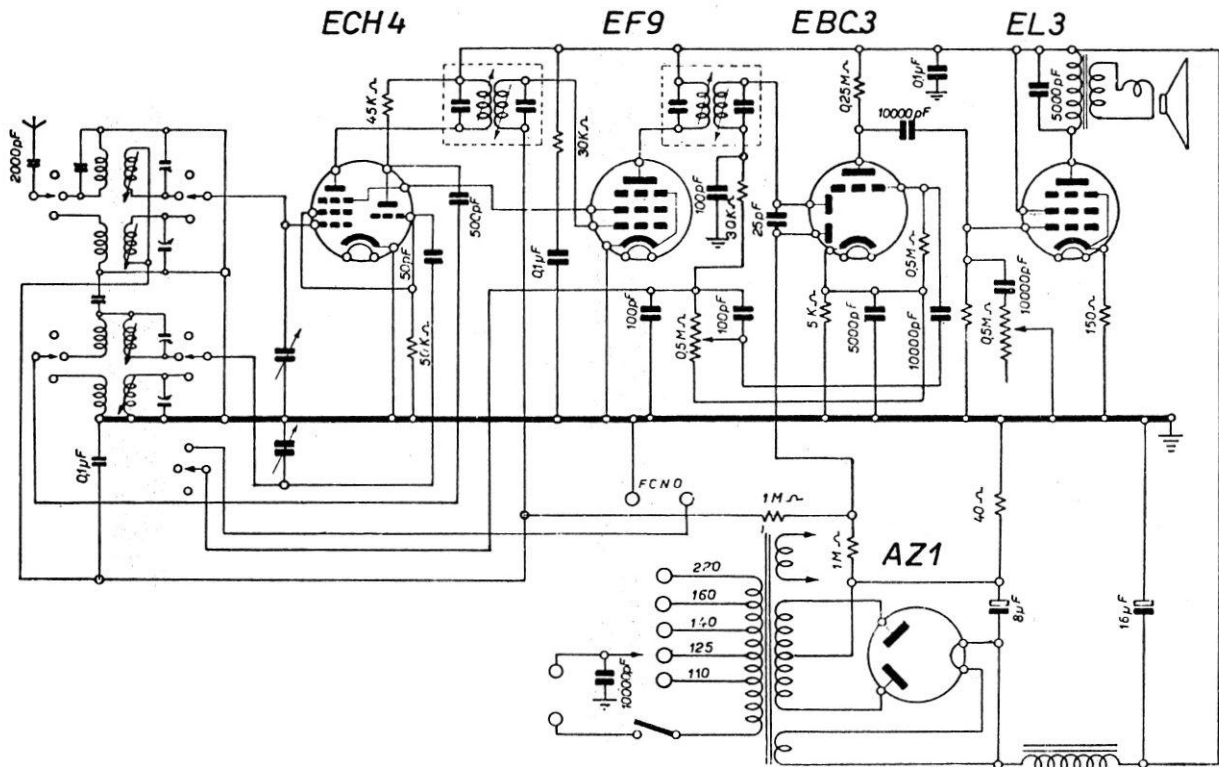 ECH4
EF9
EBC3
EL3
2000pF
45KΩ
500pF
50pF
50KΩ
30KΩ
0,1µF
100pF
100pF
30KΩ
0,5MΩ
100pF
25pF
0,25MΩ
0,1µF
10000pF
5KΩ
5000pF
0,5MΩ
10000pF
5000pF
10000pF
0,5MΩ
150Ω
0,1µF
FONO
1MΩ
1MΩ
AZ1
40Ω
8µF
16µF
220
160
140
125
110
10000pF